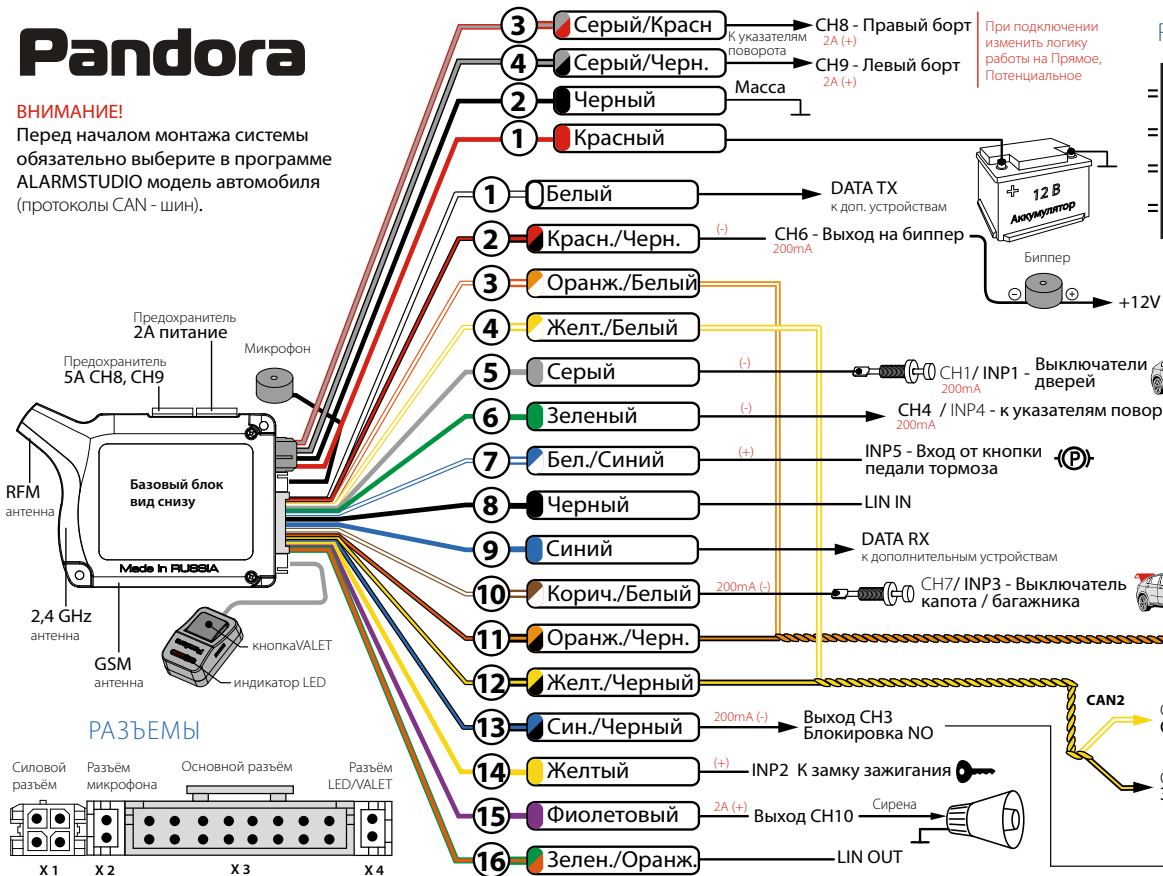 Pandora
ВНИМАНИЕ!
Перед началом монтажа системы
обязательно выберите в программе
ALARMSTUDIO модель автомобиля
(протоколы CAN - шин).
3 Серый/Красн
К указателям
поворота
CH8 - Правый борт
2A (+)
4 Серый/Черн.
CH9 - Левый борт
2A (+)
При подключении
изменить логику
работы на Прямое,
Потенциальное
2 Черный
Масса
1 Красный
+ 12 В
Аккумулятор
1 Белый
DATA TX
к доп. устройствам
2 Красн./Черн.
(-)
200mA
CH6 - Выход на биппер
Биппер
+12V
3 Оранж./Белый
4 Желт./Белый
5 Серый
(-)
CH1/ INP1 - Выключатели
дверей
200mA
6 Зеленый
(-)
CH4 / INP4 - к указателям повор
200mA
7 Бел./Синий
(+)
INP5 - Вход от кнопки
педали тормоза
(P)
8 Черный
LIN IN
9 Синий
DATA RX
к дополнительным устройствам
10 Корич./Белый
200mA (-)
CH7/ INP3 - Выключатель
капота / багажника
11 Оранж./Черн.
12 Желт./Черный
CAN2
13 Син./Черный
200mA (-)
Выход CH3
Блокировка NO
14 Желтый
(+)
INP2 К замку зажигания
15 Фиолетовый
2A (+)
Выход CH10
Сирена
16 Зелен./Оранж.
LIN OUT
Предохранитель
2А питание
Предохранитель
5А CH8, CH9
Микрофон
Базовый блок
вид снизу
Made in RUSSIA
RFM
антенна
2,4 GHz
антенна
GSM
антенна
кнопкаVALET
индикатор LED
РАЗЪЕМЫ
Силовой
разъём
Разъём
микрофона
Основной разъём
Разъём
LED/VALET
X 1
X 2
X 3
X 4